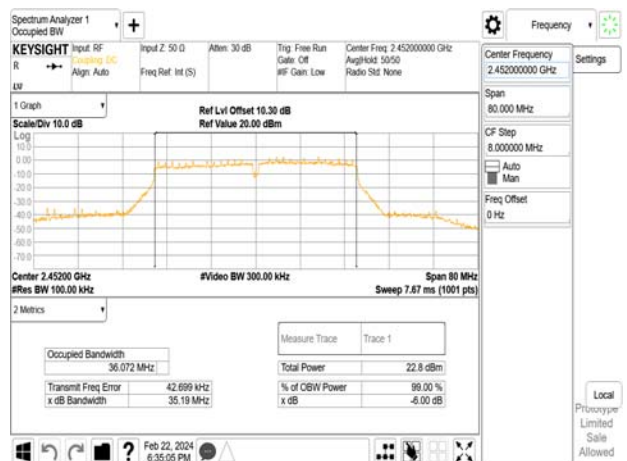 Spectrum Analyzer 1
Occupied BW
Frequency
KEYSIGHT
Input: RF
Coupling: DC
Align: Auto
Input Z: 50 Ω
Freq Ref: Int (S)
Atten: 30 dB
Trig: Free Run
Gate: Off
#IF Gain: Low
Center Freq: 2.452000000 GHz
Avg|Hold: 50/50
Radio Std: None
R
LW
Center Frequency
2.452000000 GHz
Settings
Span
80.000 MHz
CF Step
8.000000 MHz
Auto
Man
Freq Offset
0 Hz
1 Graph
Scale/Div 10.0 dB
Ref Lvl Offset 10.30 dB
Ref Value 20.00 dBm
Log
10.0
0.00
-10.0
-20.0
-30.0
-40.0
-50.0
-60.0
-70.0
Center 2.45200 GHz
#Res BW 100.00 kHz
#Video BW 300.00 kHz
Span 80 MHz
Sweep 7.67 ms (1001 pts)
2 Metrics
Measure Trace Trace 1
Occupied Bandwidth
36.072 MHz
Total Power 22.8 dBm
Transmit Freq Error 42.699 kHz
% of OBW Power 99.00 %
x dB Bandwidth 35.19 MHz
x dB -6.00 dB
Local
Prototype
Limited
Sale
Allowed
?
Feb 22, 2024
6:35:05 PM